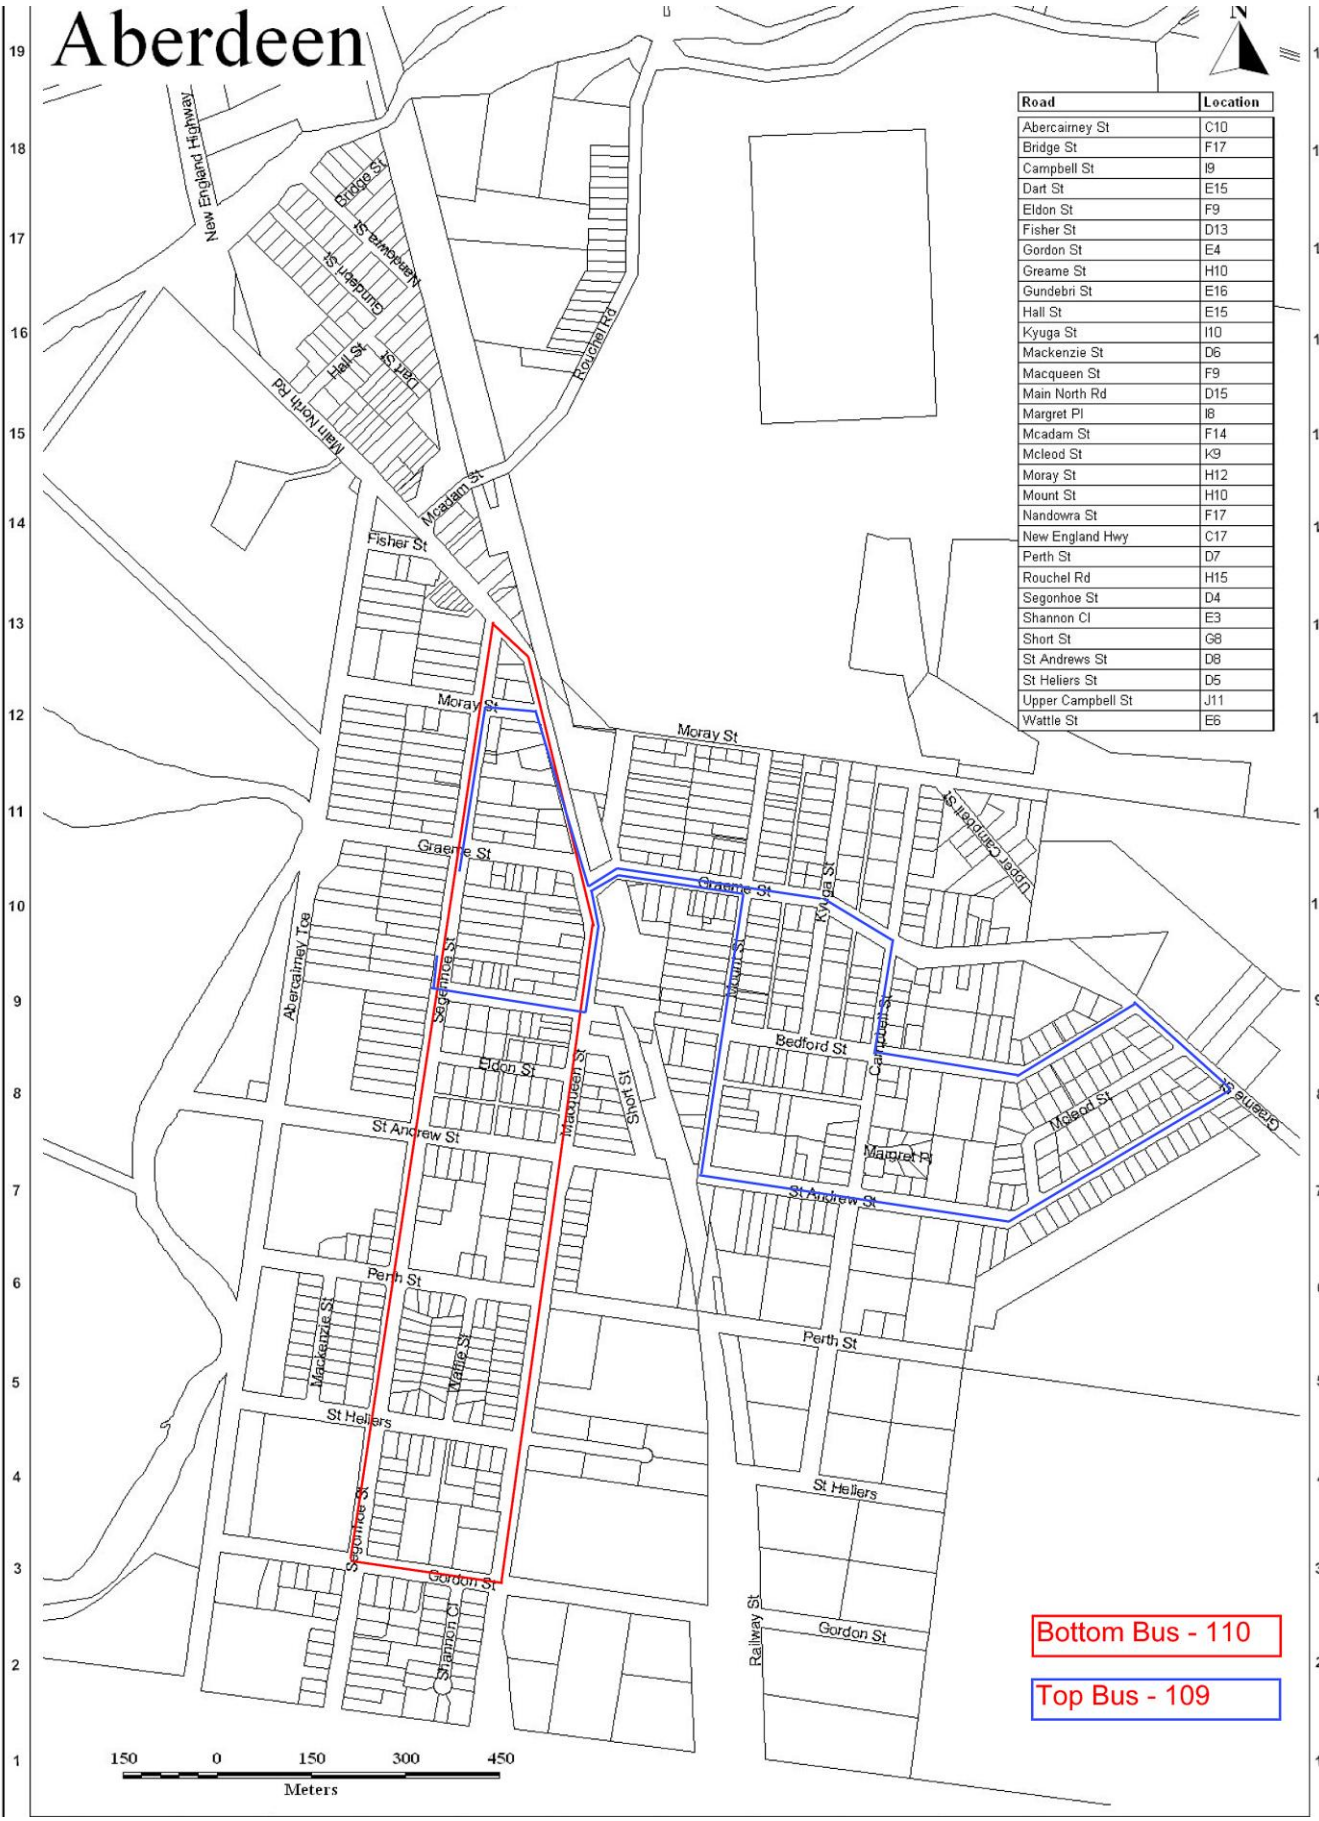 Aberdeen
N
Road Location
Abercairney St C10
Bridge St F17
Campbell St I9
Dart St E15
Eldon St F9
Fisher St D13
Gordon St E4
Greame St H10
Gundebri St E16
Hall St E15
Kyuga St I10
Mackenzie St D6
Macqueen St F9
Main North Rd D15
Margret Pl I8
Mcadam St F14
Mcleod St K9
Moray St H12
Mount St H10
Nandowra St F17
New England Hwy C17
Perth St D7
Rouchel Rd H15
Segonhoe St D4
Shannon Cl E3
Short St G8
St Andrews St D8
St Heliers St D5
Upper Campbell St J11
Wattle St E6
19
18
17
16
15
14
13
12
11
10
9
8
7
6
5
4
3
2
1
New England Highway
Bridge St
Nandowra St
Gundebri St
Hall St
Dart St
Main North Rd
Rouchel Rd
Mcadam St
Fisher St
Moray St
Moray St
Upper Campbell St
Graeme St
Graeme St
Kyuga St
Abercairney Tce
Segenhoe St
Mount St
Campbell St
Bedford St
Eldon St
Macqueen St
Short St
Mcleod St
Graeme St
St Andrew St
Margret Pl
St Andrew St
Perth St
Mackenzie St
Wattle St
Perth St
St Heliers
St Heliers
Segonhoe St
Gordon St
Shannon Cl
Railway St
Gordon St
Bottom Bus - 110
Top Bus - 109
150 0 150 300 450
Meters